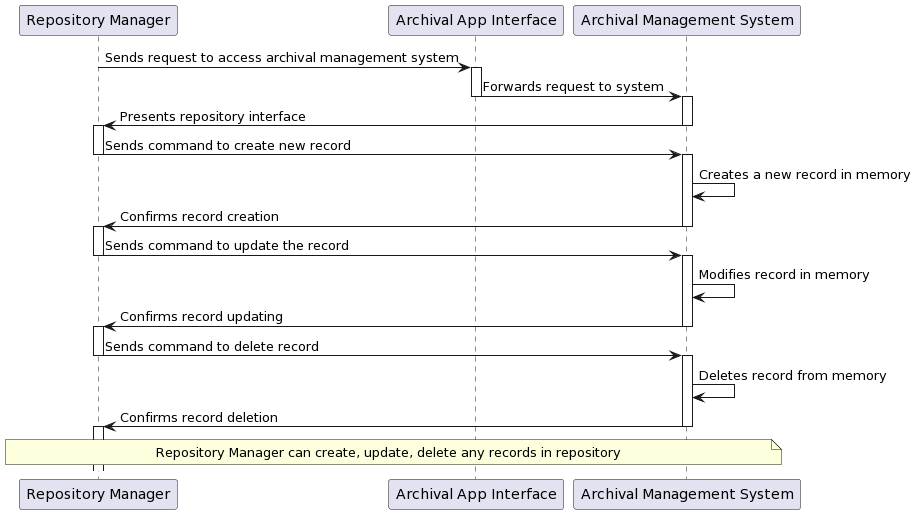 Repository Manager
Archival App Interface
Archival Management System
Sends request to access archival management system
Forwards request to system
Presents repository interface
Sends command to create new record
Creates a new record in memory
Confirms record creation
Sends command to update the record
Modifies record in memory
Confirms record updating
Sends command to delete record
Deletes record from memory
Confirms record deletion
Repository Manager can create, update, delete any records in repository
Repository Manager
Archival App Interface
Archival Management System